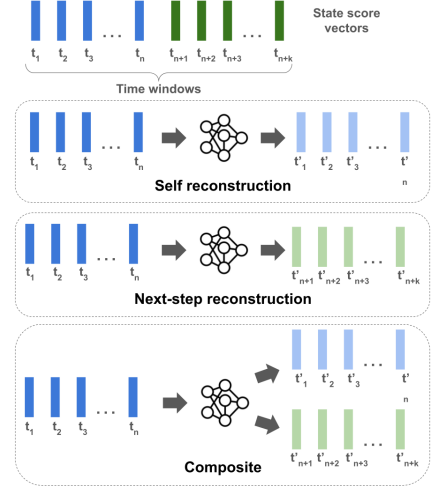 State score
vectors
t1 t2 t3 ... tn tn+1 tn+2 tn+3 ... tn+k
Time windows
t1 t2 t3 ... tn t'1 t'2 t'3 ... t'n
Self reconstruction
t1 t2 t3 ... tn t'n+1 t'n+2 t'n+3 ... t'n+k
Next-step reconstruction
t'1 t'2 t'3 ... t'n
t1 t2 t3 ... tn
t'n+1 t'n+2 t'n+3 ... t'n+k
Composite